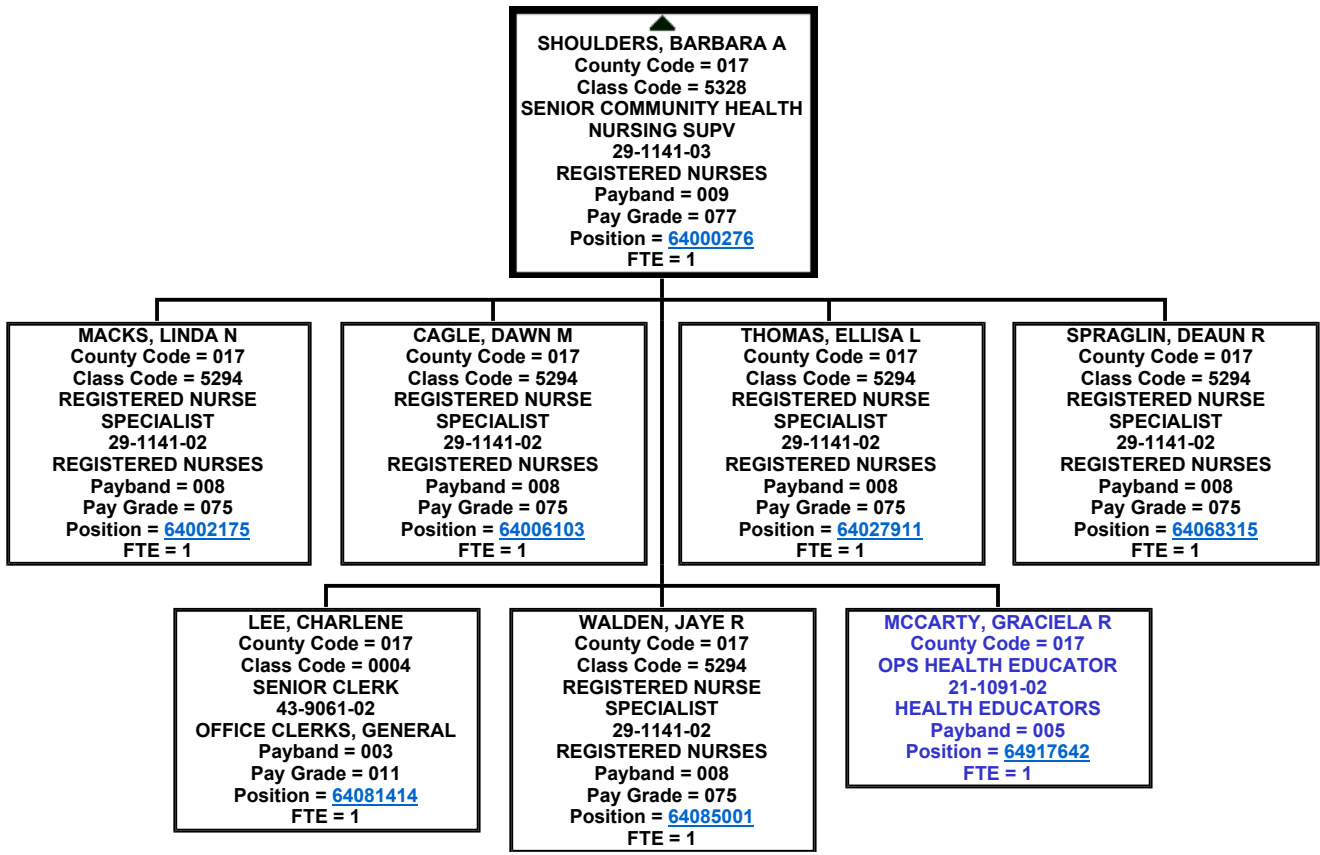 SHOULDERS, BARBARA A
County Code = 017
Class Code = 5328
SENIOR COMMUNITY HEALTH
NURSING SUPV
29-1141-03
REGISTERED NURSES
Payband = 009
Pay Grade = 077
Position = 64000276
FTE = 1
MACKS, LINDA N
County Code = 017
Class Code = 5294
REGISTERED NURSE
SPECIALIST
29-1141-02
REGISTERED NURSES
Payband = 008
Pay Grade = 075
Position = 64002175
FTE = 1
CAGLE, DAWN M
County Code = 017
Class Code = 5294
REGISTERED NURSE
SPECIALIST
29-1141-02
REGISTERED NURSES
Payband = 008
Pay Grade = 075
Position = 64006103
FTE = 1
THOMAS, ELLISA L
County Code = 017
Class Code = 5294
REGISTERED NURSE
SPECIALIST
29-1141-02
REGISTERED NURSES
Payband = 008
Pay Grade = 075
Position = 64027911
FTE = 1
SPRAGLIN, DEAUN R
County Code = 017
Class Code = 5294
REGISTERED NURSE
SPECIALIST
29-1141-02
REGISTERED NURSES
Payband = 008
Pay Grade = 075
Position = 64068315
FTE = 1
LEE, CHARLENE
County Code = 017
Class Code = 0004
SENIOR CLERK
43-9061-02
OFFICE CLERKS, GENERAL
Payband = 003
Pay Grade = 011
Position = 64081414
FTE = 1
WALDEN, JAYE R
County Code = 017
Class Code = 5294
REGISTERED NURSE
SPECIALIST
29-1141-02
REGISTERED NURSES
Payband = 008
Pay Grade = 075
Position = 64085001
FTE = 1
MCCARTY, GRACIELA R
County Code = 017
OPS HEALTH EDUCATOR
21-1091-02
HEALTH EDUCATORS
Payband = 005
Position = 64917642
FTE = 1